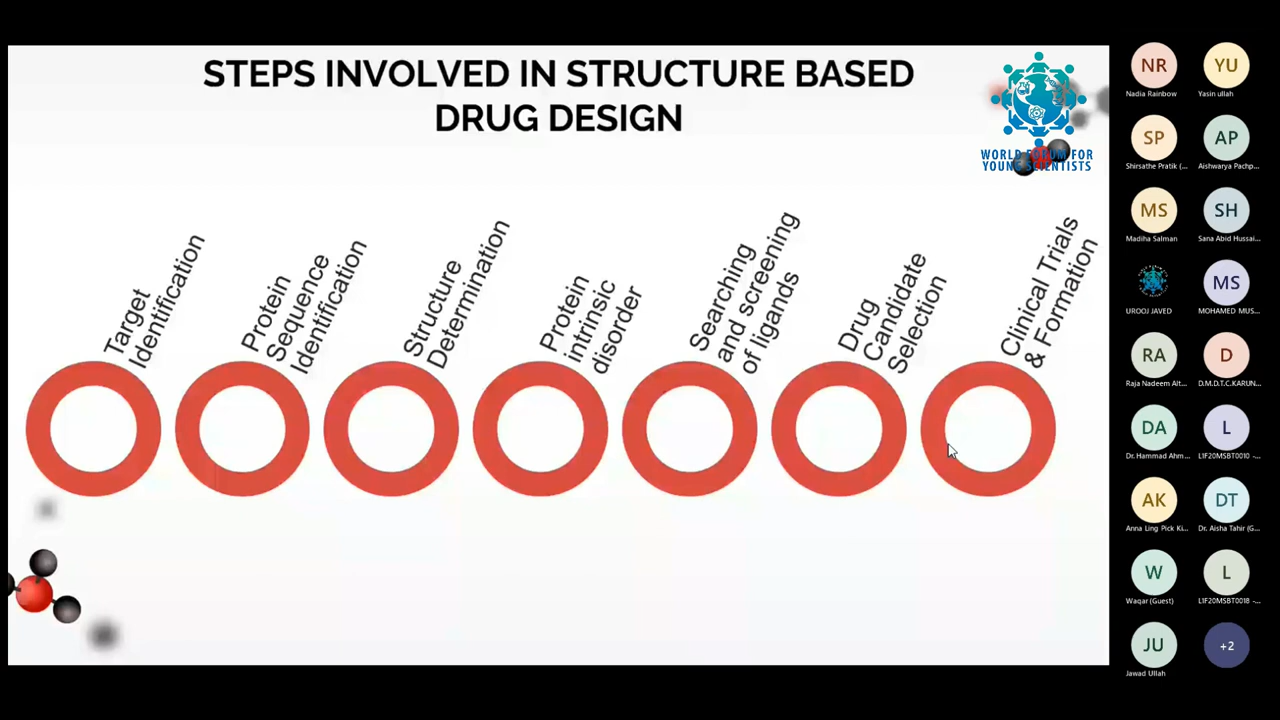 STEPS INVOLVED IN STRUCTURE BASED
DRUG DESIGN
WORLD FORUM FOR
YOUNG SCIENTISTS
Target
Identification
Protein
Sequence
Identification
Structure
Determination
Protein
intrinsic
disorder
Searching
and screening
of ligands
Drug
Candidate
Selection
Clinical Trials
& Formation
NR
Nadia Rainbow
YU
Yasin ullah
SP
Shirsathe Pratik (...
AP
Aishwarya Pachp...
MS
Madiha Salman
SH
Sana Abid Hussai...
UROOJ JAVED
MS
MOHAMED MUS...
RA
Raja Nadeem Alt...
D
D.M.D.T.C.KARUN...
DA
Dr. Hammad Ahm...
L
L1F20MSBT0010 -...
AK
Anna Ling Pick Ki...
DT
Dr. Aisha Tahir (G...
W
Waqar (Guest)
L
L1F20MSBT0018 -...
JU
Jawad Ullah
+2